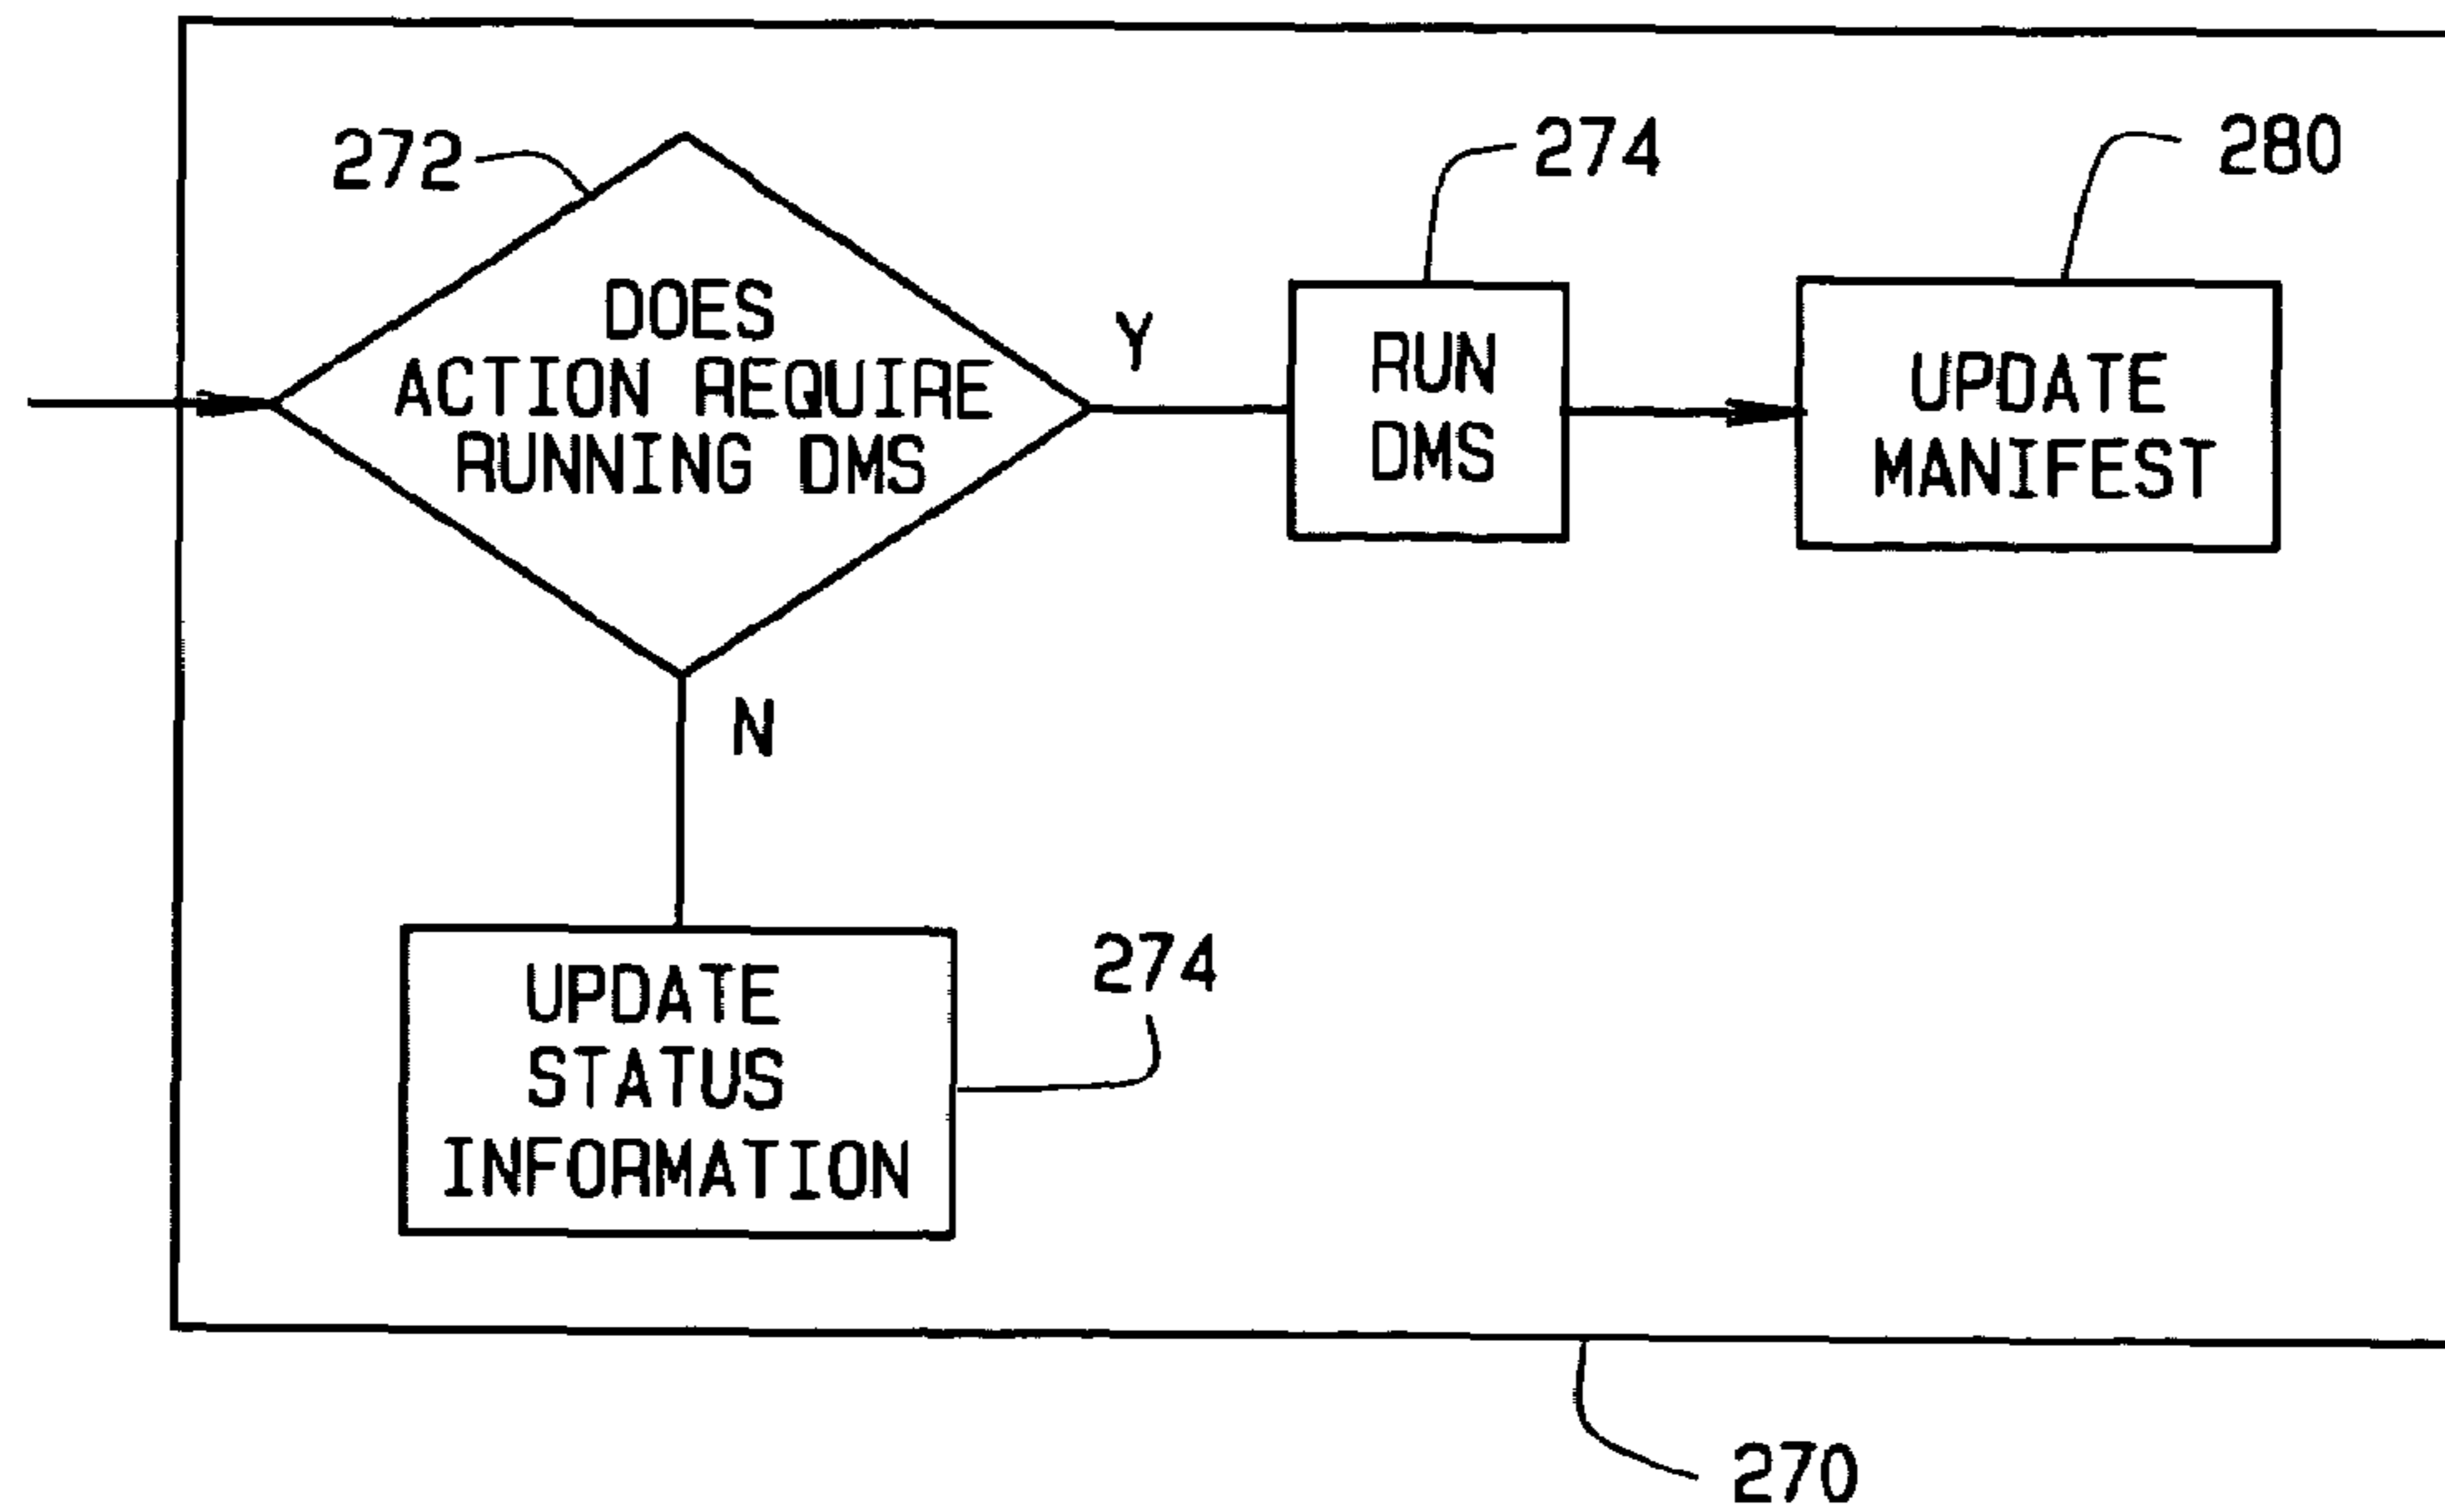 272
DOES
ACTION REQUIRE
RUNNING DMS
Y
274
RUN
DMS
280
UPDATE
MANIFEST
N
UPDATE
STATUS
INFORMATION
274
270